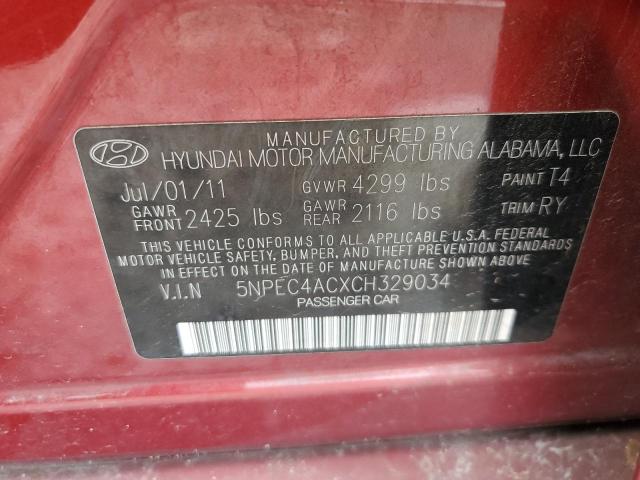 MANUFACTURED BY
HYUNDAI MOTOR MANUFACTURING ALABAMA, LLC
Jul/01/11 GVWR 4299 lbs PAINT T4
GAWR FRONT 2425 lbs GAWR REAR 2116 lbs TRIM RY
THIS VEHICLE CONFORMS TO ALL APPLICABLE U.S.A. FEDERAL
MOTOR VEHICLE SAFETY, BUMPER, AND THEFT PREVENTION STANDARDS
IN EFFECT ON THE DATE OF MANUFACTURE SHOWN ABOVE.
V.I.N 5NPEC4ACXCH329034
PASSENGER CAR